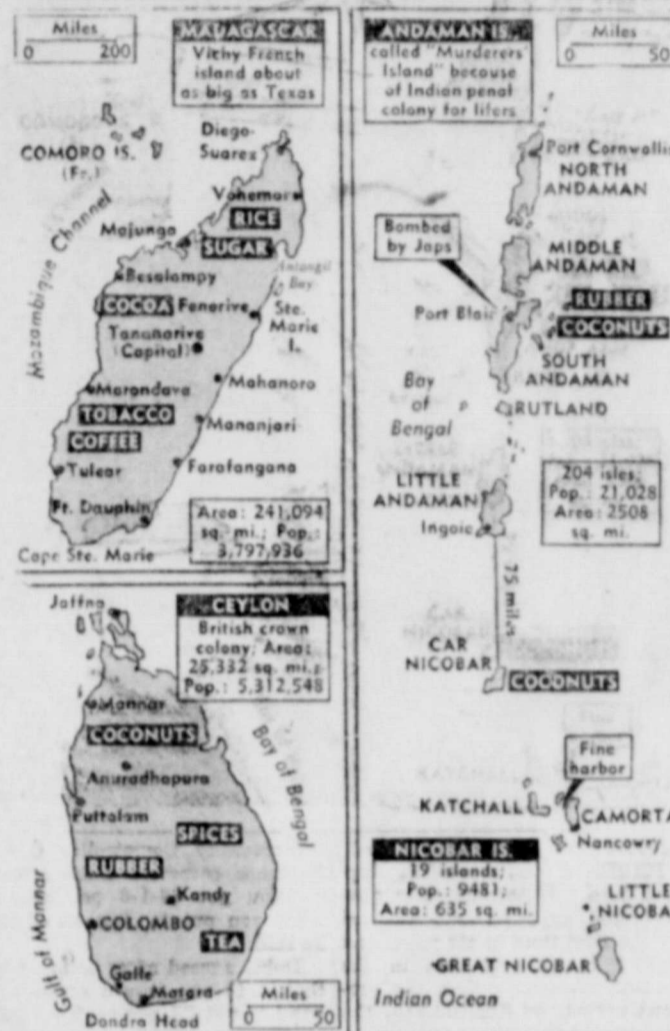 Miles
0 200
MADAGASCAR
Vichy French
island about
as big as Texas
COMORO IS.
(Fr.)
Diego-
Suarez
Vohemar
RICE
SUGAR
Majunga
Mozambique Channel
Besalampy
Antongil
Bay
COCOA
Fenerive
Ste.
Marie
I.
Tananarive
(Capital)
Mahanoro
Morondava
TOBACCO
COFFEE
Mananjari
Tulear
Farafangana
Ft. Dauphin
Cape Ste. Marie
Area: 241,094
sq. mi.; Pop.:
3,797,936
Jaffna
CEYLON
British crown
colony; Area:
25,332 sq. mi.;
Pop.: 5,312,548
Mannar
COCONUTS
Bay of Bengal
Anuradhapura
Puttalam
SPICES
RUBBER
Kandy
COLOMBO
TEA
Gulf of Mannar
Galle
Matara
Dondra Head
Miles
0 50
ANDAMAN IS.
called "Murderers'
Island" because
of Indian penal
colony for lifers
Miles
0 50
Port Cornwallis
NORTH
ANDAMAN
Bombed
by Japs
MIDDLE
ANDAMAN
Port Blair
RUBBER
COCONUTS
SOUTH
ANDAMAN
Bay
of
Bengal
RUTLAND
LITTLE
ANDAMAN
Ingoie
204 isles;
Pop.: 21,028
Area: 2508
sq. mi.
75 miles
CAR
NICOBAR
COCONUTS
Fine
harbor
KATCHALL
CAMORTA
Nancowry
NICOBAR IS.
19 islands;
Pop.: 9481;
Area: 635 sq. mi.
LITTLE
NICOBAR
GREAT NICOBAR
Indian Ocean